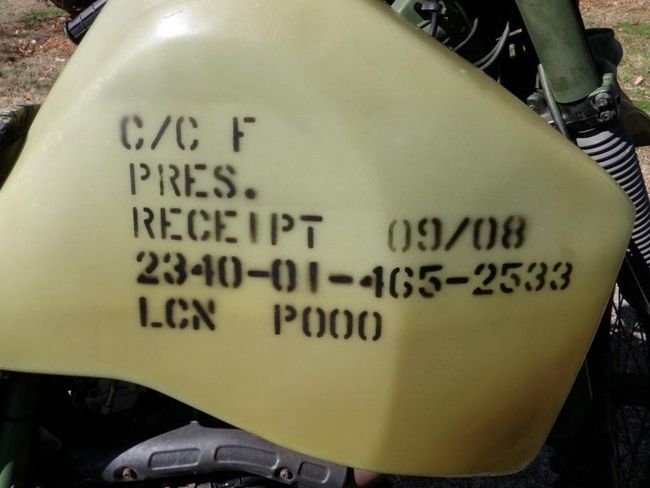 C/C F
PRES.
RECEIPT 09/08
2340-01-465-2533
LCN P000